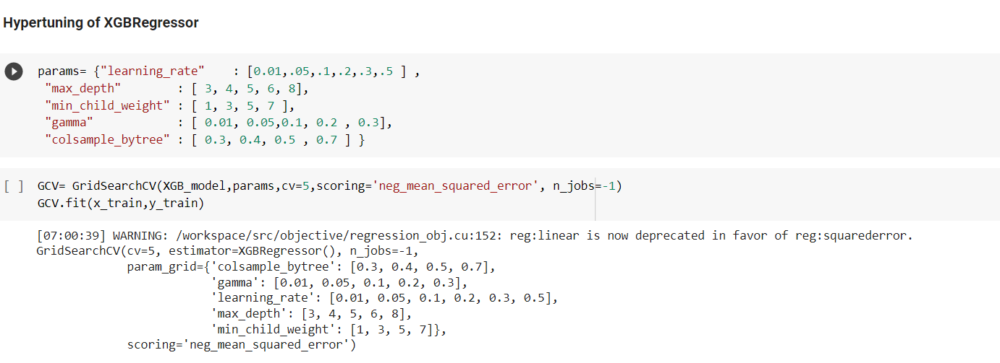 Hypertuning of XGBRegressor
params= {"learning_rate"    : [0.01,.05,.1,.2,.3,.5 ] ,
 "max_depth"        : [ 3, 4, 5, 6, 8],
 "min_child_weight" : [ 1, 3, 5, 7 ],
 "gamma"            : [ 0.01, 0.05,0.1, 0.2 , 0.3],
 "colsample_bytree" : [ 0.3, 0.4, 0.5 , 0.7 ] }
[ ] GCV= GridSearchCV(XGB_model,params,cv=5,scoring='neg_mean_squared_error', n_jobs=-1)
GCV.fit(x_train,y_train)
[07:00:39] WARNING: /workspace/src/objective/regression_obj.cu:152: reg:linear is now deprecated in favor of reg:squarederror.
GridSearchCV(cv=5, estimator=XGBRegressor(), n_jobs=-1,
             param_grid={'colsample_bytree': [0.3, 0.4, 0.5, 0.7],
                         'gamma': [0.01, 0.05, 0.1, 0.2, 0.3],
                         'learning_rate': [0.01, 0.05, 0.1, 0.2, 0.3, 0.5],
                         'max_depth': [3, 4, 5, 6, 8],
                         'min_child_weight': [1, 3, 5, 7]},
             scoring='neg_mean_squared_error')